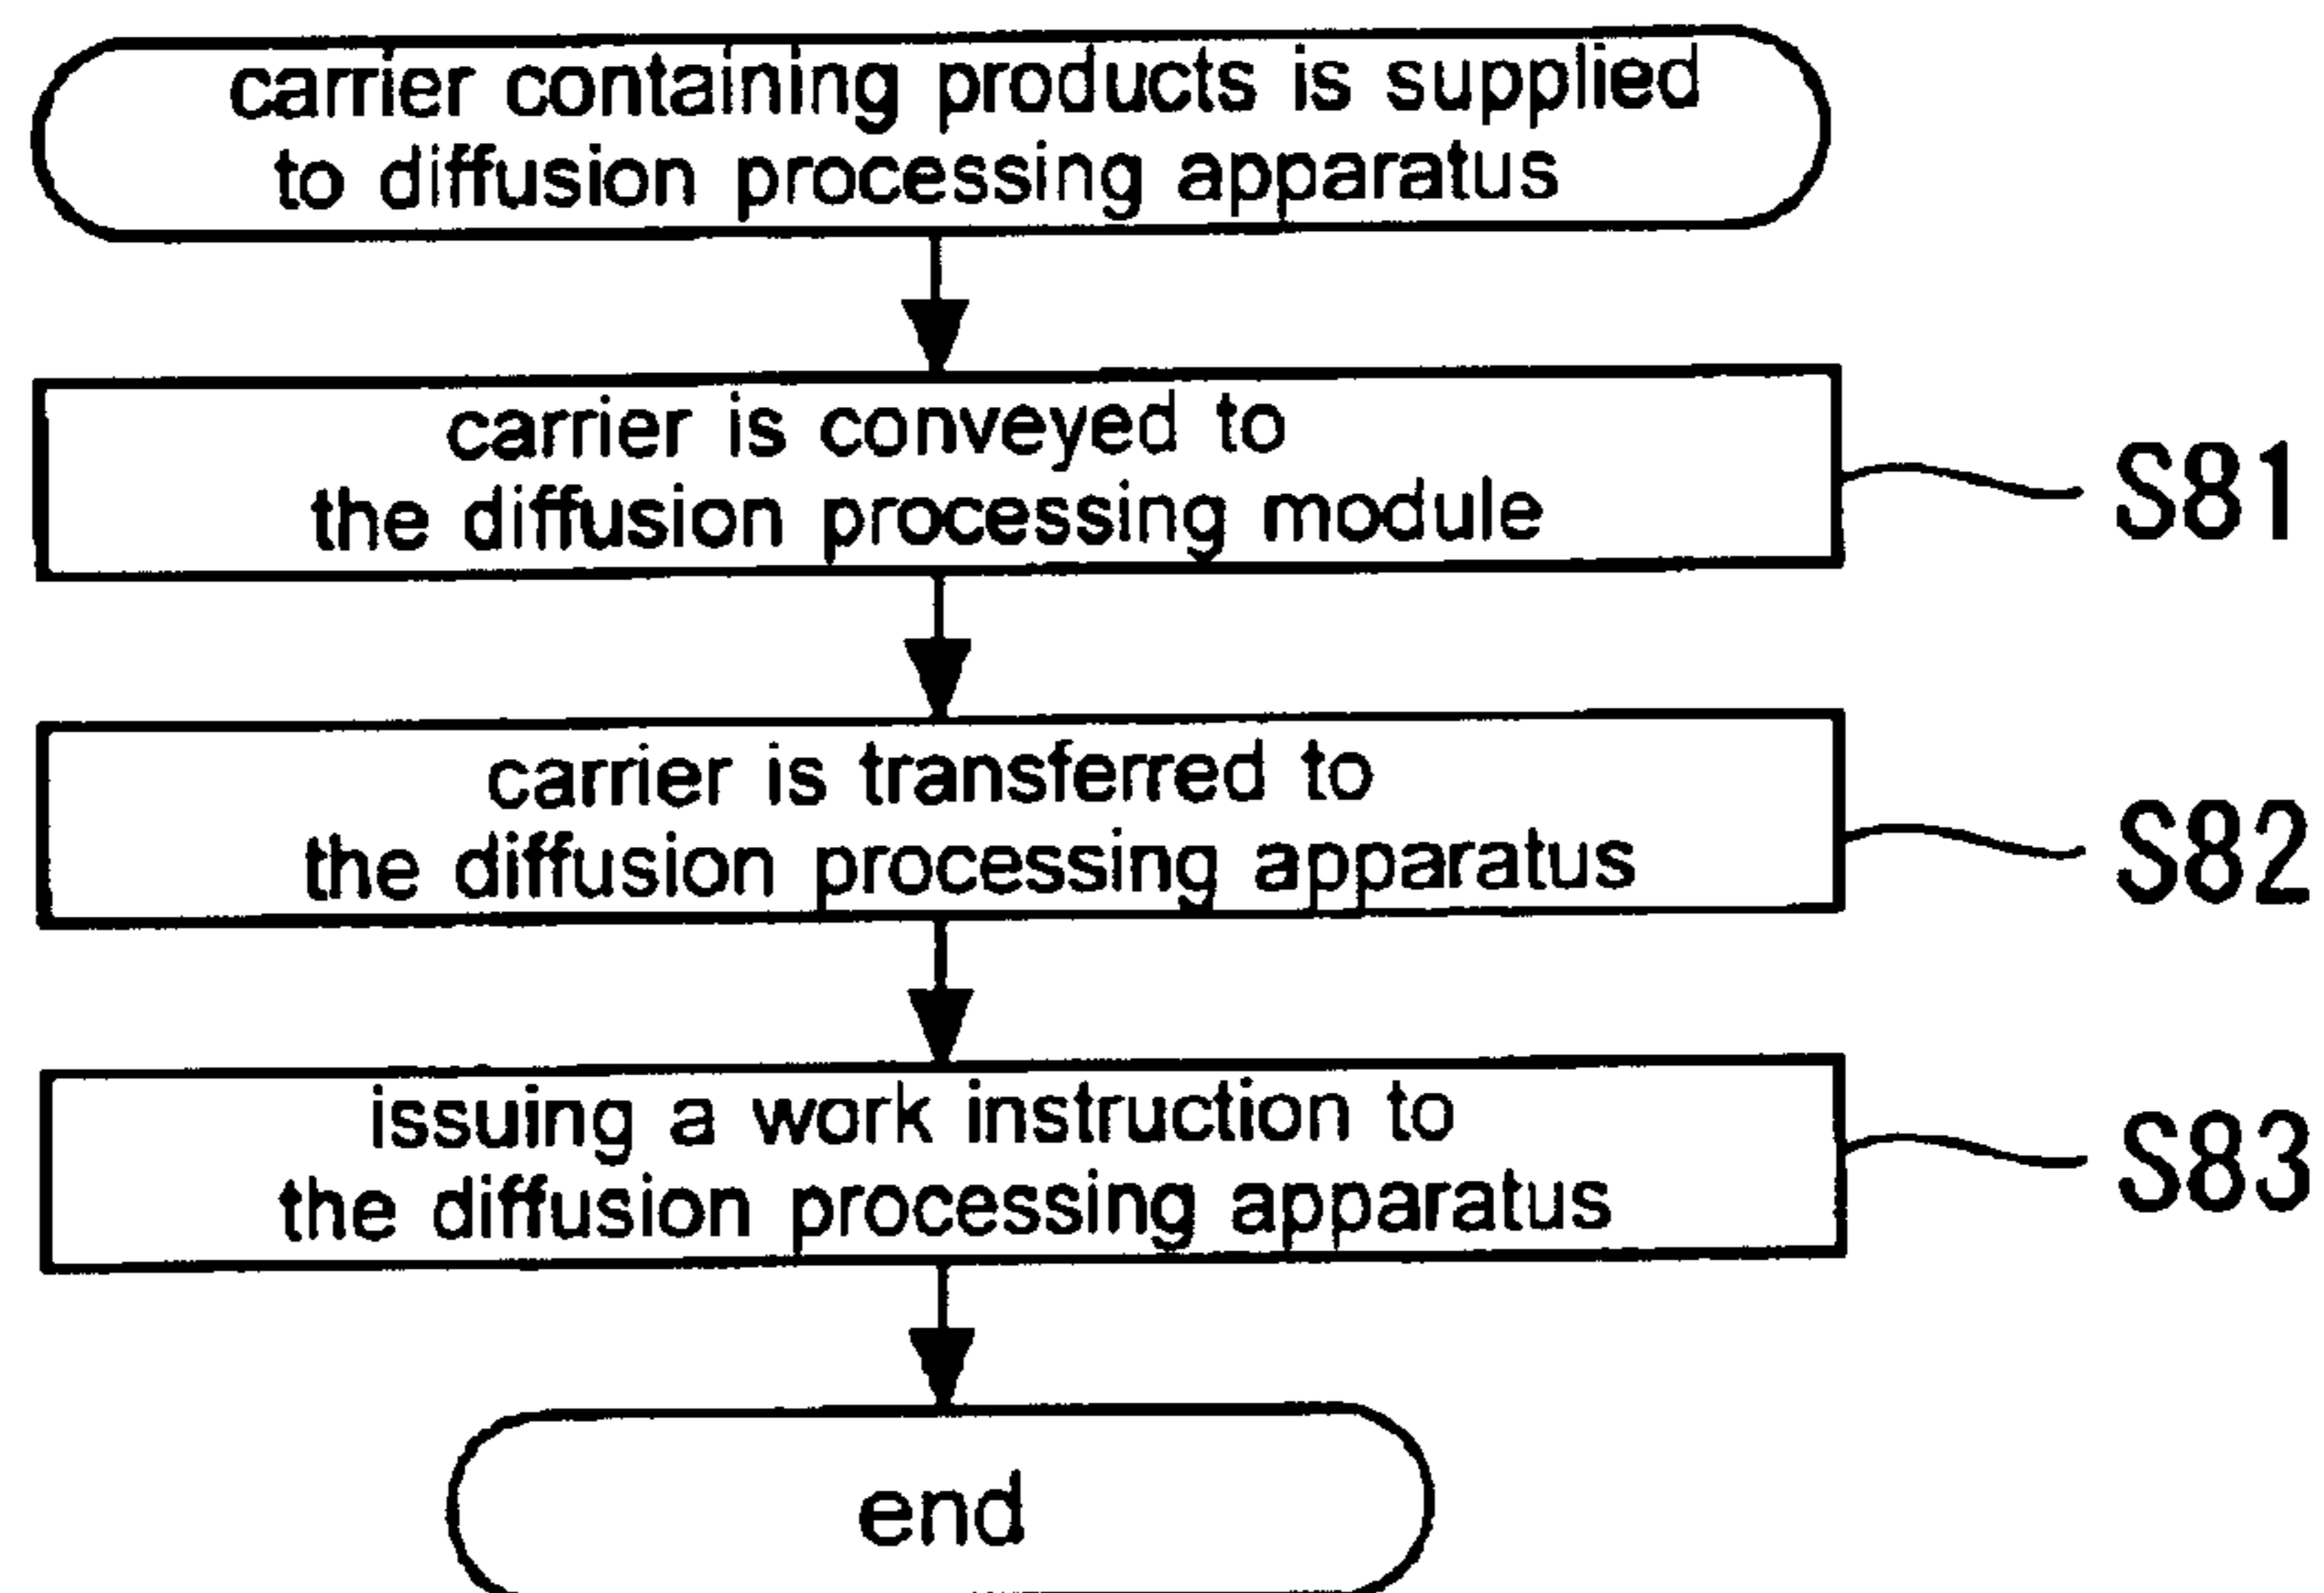 carrier containing products is supplied
to diffusion processing apparatus
carrier is conveyed to
the diffusion processing module
S81
carrier is transferred to
the diffusion processing apparatus
S82
issuing a work instruction to
the diffusion processing apparatus
S83
end